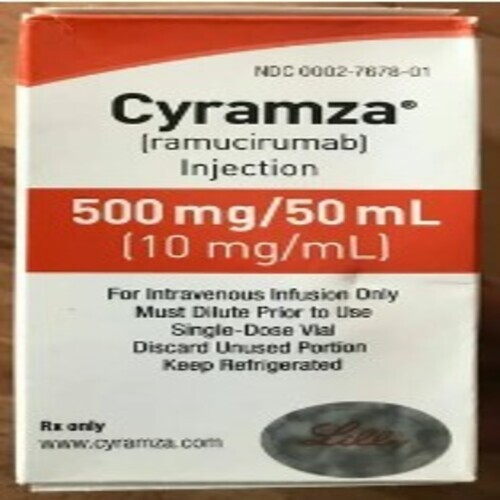 NDC 0002-7678-01
Cyramza®
(ramucirumab)
Injection
500 mg/50 mL
(10 mg/mL)
For Intravenous Infusion Only
Must Dilute Prior to Use
Single-Dose Vial
Discard Unused Portion
Keep Refrigerated
Rx only
www.cyramza.com
Lilly